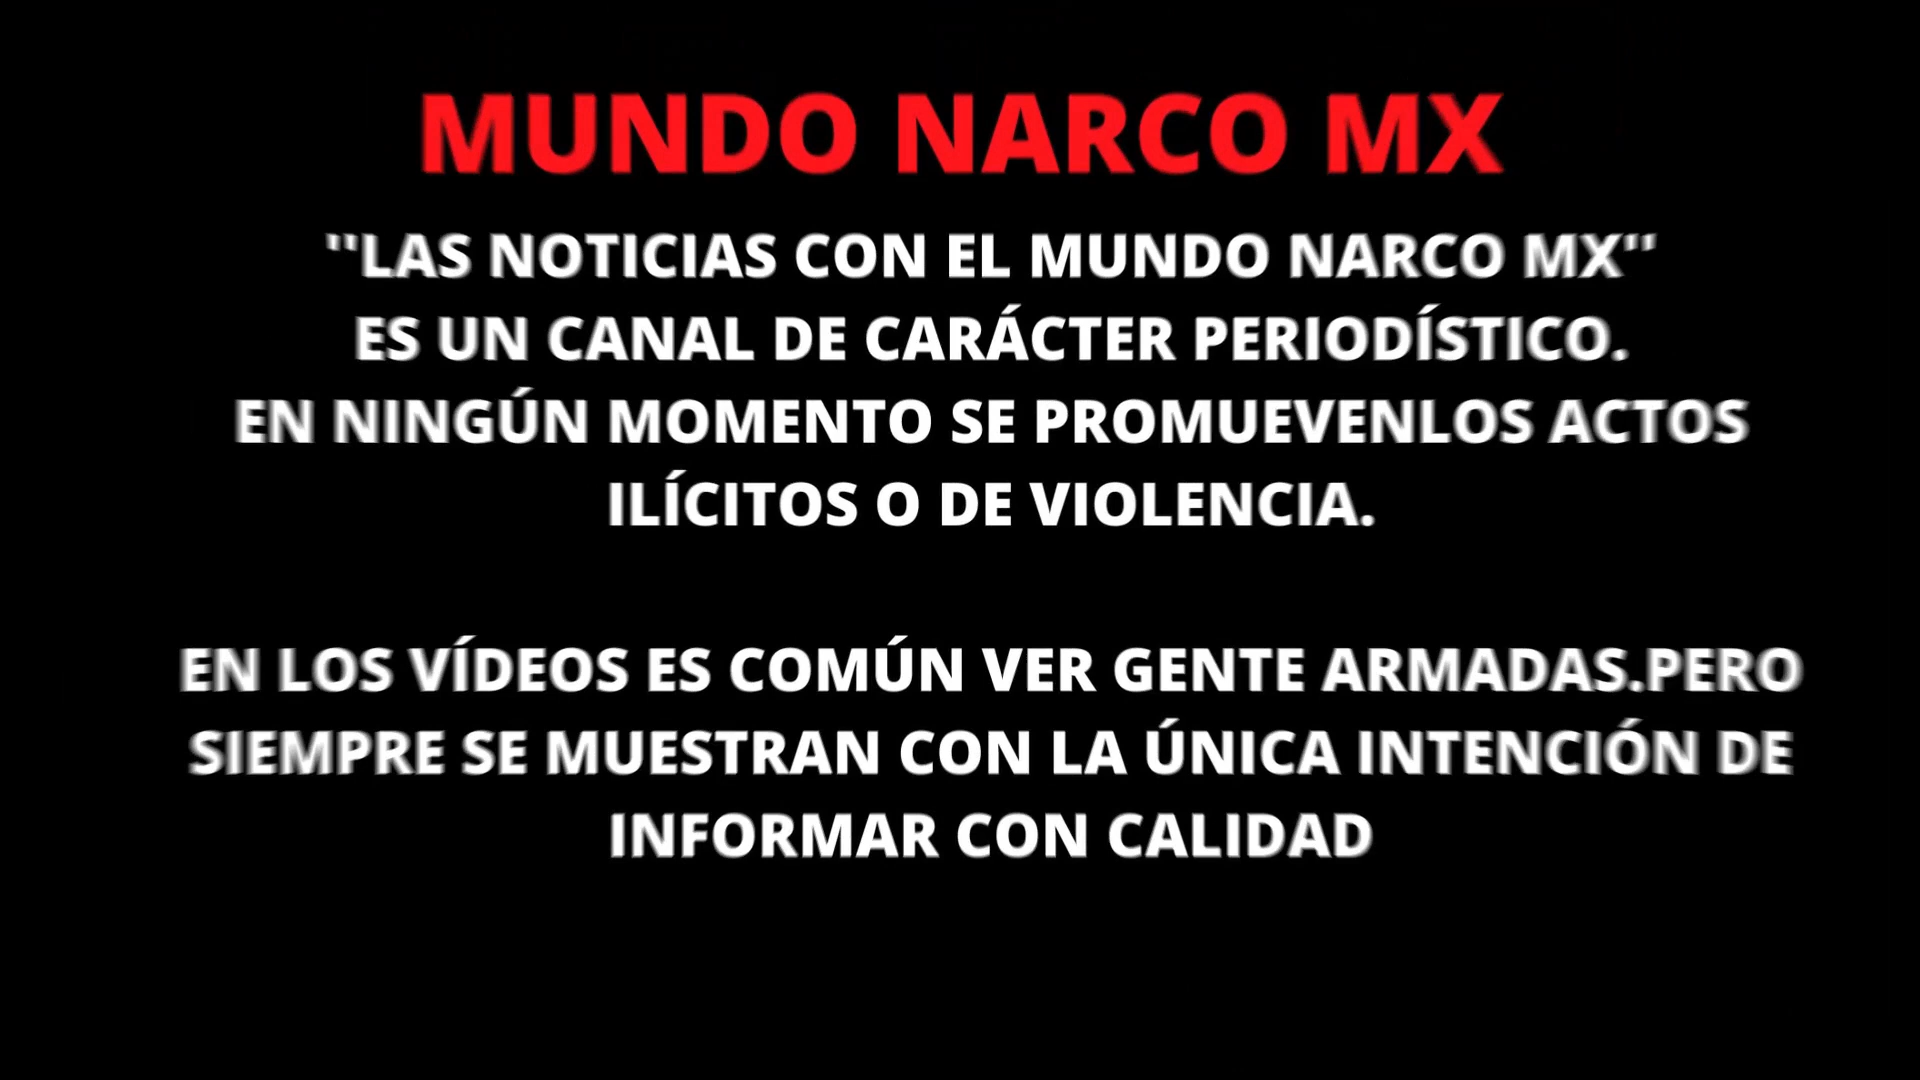 MUNDO NARCO MX
"LAS NOTICIAS CON EL MUNDO NARCO MX"
ES UN CANAL DE CARÁCTER PERIODÍSTICO.
EN NINGÚN MOMENTO SE PROMUEVENLOS ACTOS
ILÍCITOS O DE VIOLENCIA.
EN LOS VÍDEOS ES COMÚN VER GENTE ARMADAS.PERO
SIEMPRE SE MUESTRAN CON LA ÚNICA INTENCIÓN DE
INFORMAR CON CALIDAD